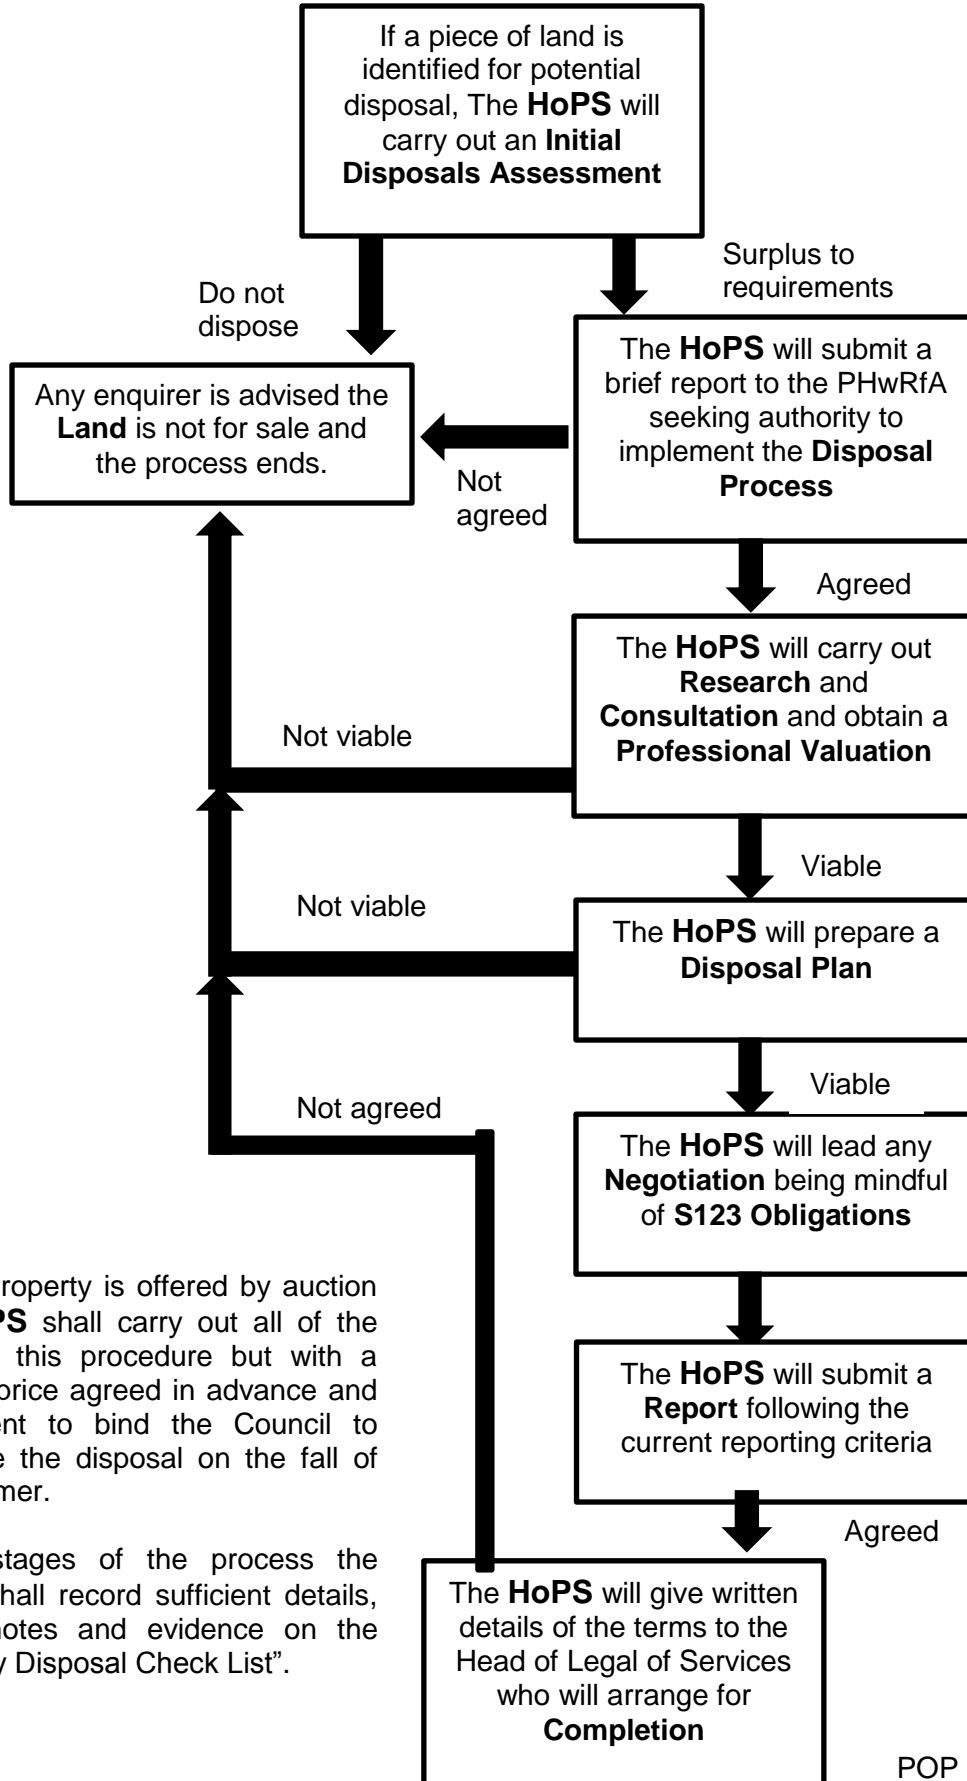 If a piece of land is
identified for potential
disposal, The HoPS will
carry out an Initial
Disposals Assessment
Do not
dispose
Surplus to
requirements
Any enquirer is advised the
Land is not for sale and
the process ends.
The HoPS will submit a
brief report to the PHwRfA
seeking authority to
implement the Disposal
Process
Not
agreed
Agreed
The HoPS will carry out
Research and
Consultation and obtain a
Professional Valuation
Not viable
Viable
Not viable
The HoPS will prepare a
Disposal Plan
Viable
Not agreed
The HoPS will lead any
Negotiation being mindful
of S123 Obligations
roperty is offered by auction
PS shall carry out all of the
this procedure but with a
price agreed in advance and
ent to bind the Council to
e the disposal on the fall of
mer.
The HoPS will submit a
Report following the
current reporting criteria
Agreed
stages of the process the
hall record sufficient details,
notes and evidence on the
y Disposal Check List”.
The HoPS will give written
details of the terms to the
Head of Legal of Services
who will arrange for
Completion
POP